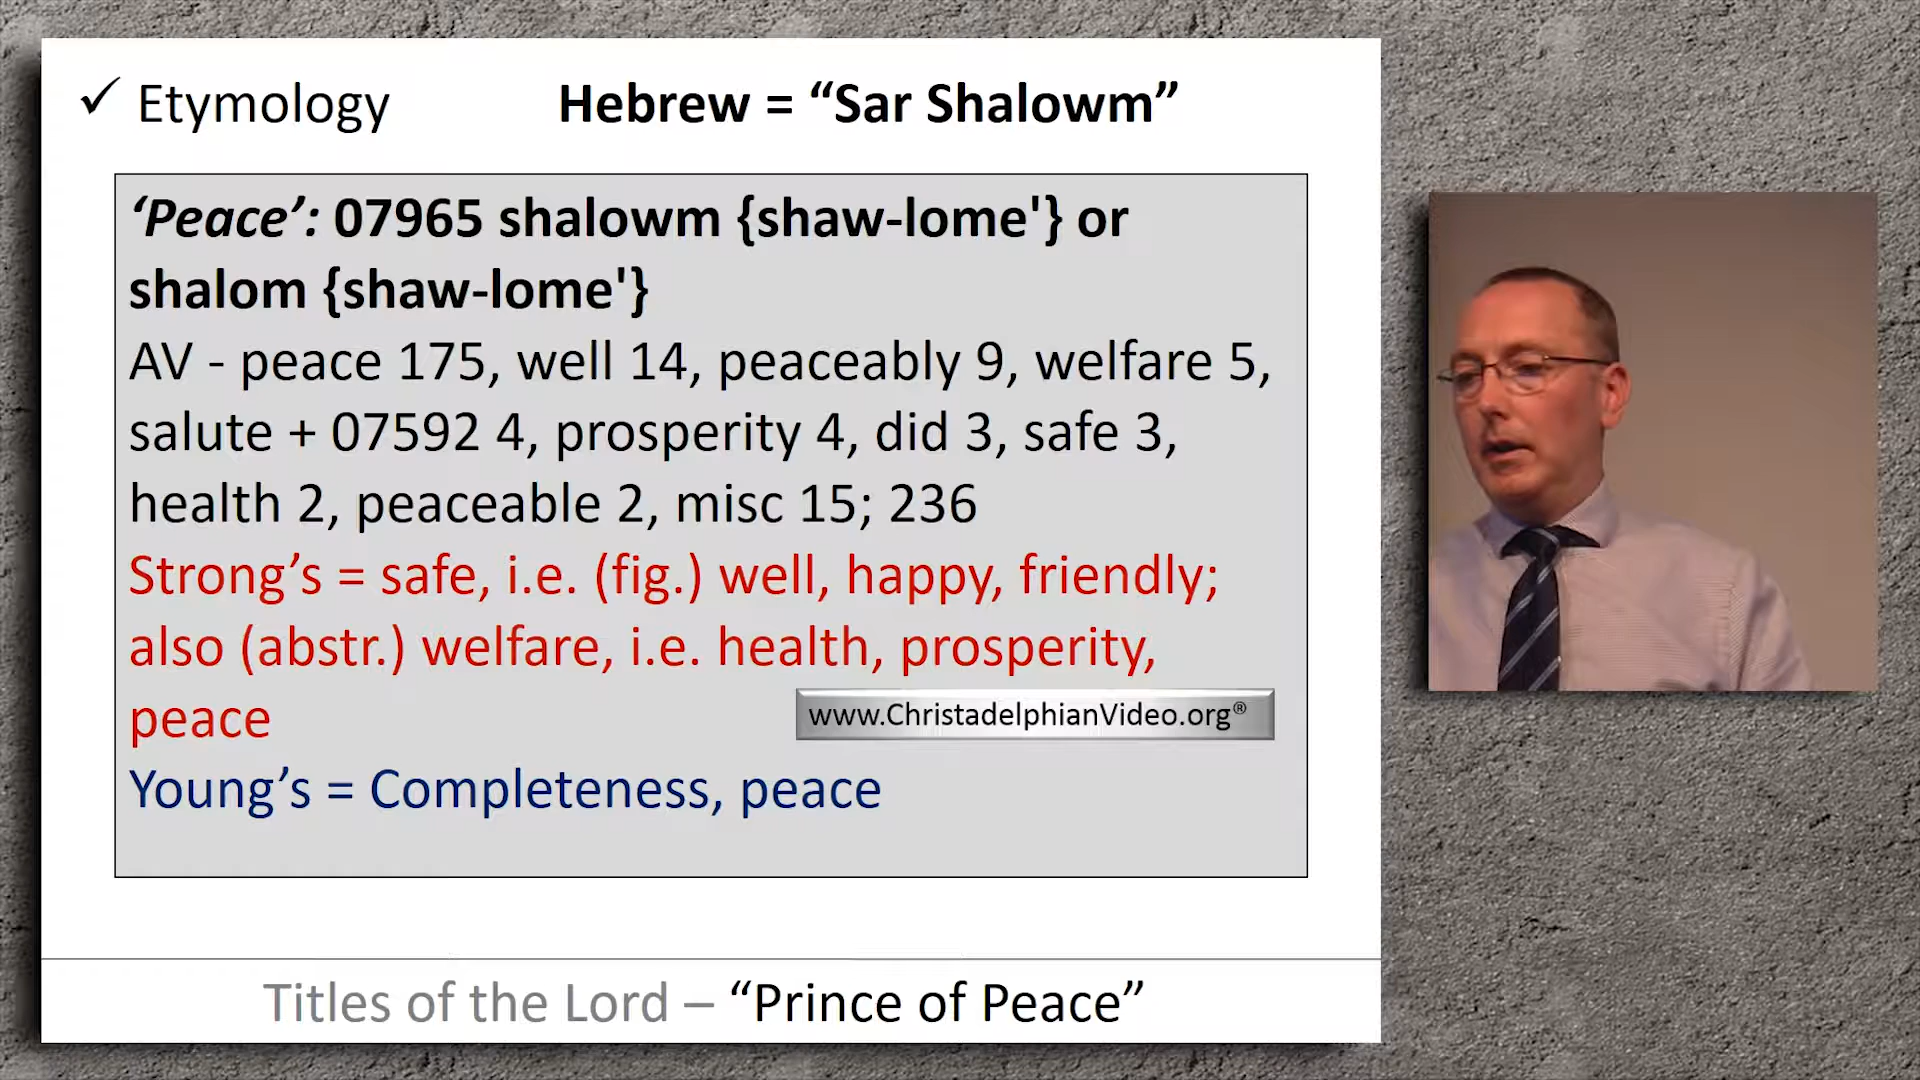 ✓ Etymology Hebrew = “Sar Shalowm”
‘Peace’: 07965 shalowm {shaw-lome'} or
shalom {shaw-lome'}
AV - peace 175, well 14, peaceably 9, welfare 5,
salute + 07592 4, prosperity 4, did 3, safe 3,
health 2, peaceable 2, misc 15; 236
Strong’s = safe, i.e. (fig.) well, happy, friendly;
also (abstr.) welfare, i.e. health, prosperity,
peace
www.ChristadelphianVideo.org®
Young’s = Completeness, peace
Titles of the Lord – “Prince of Peace”